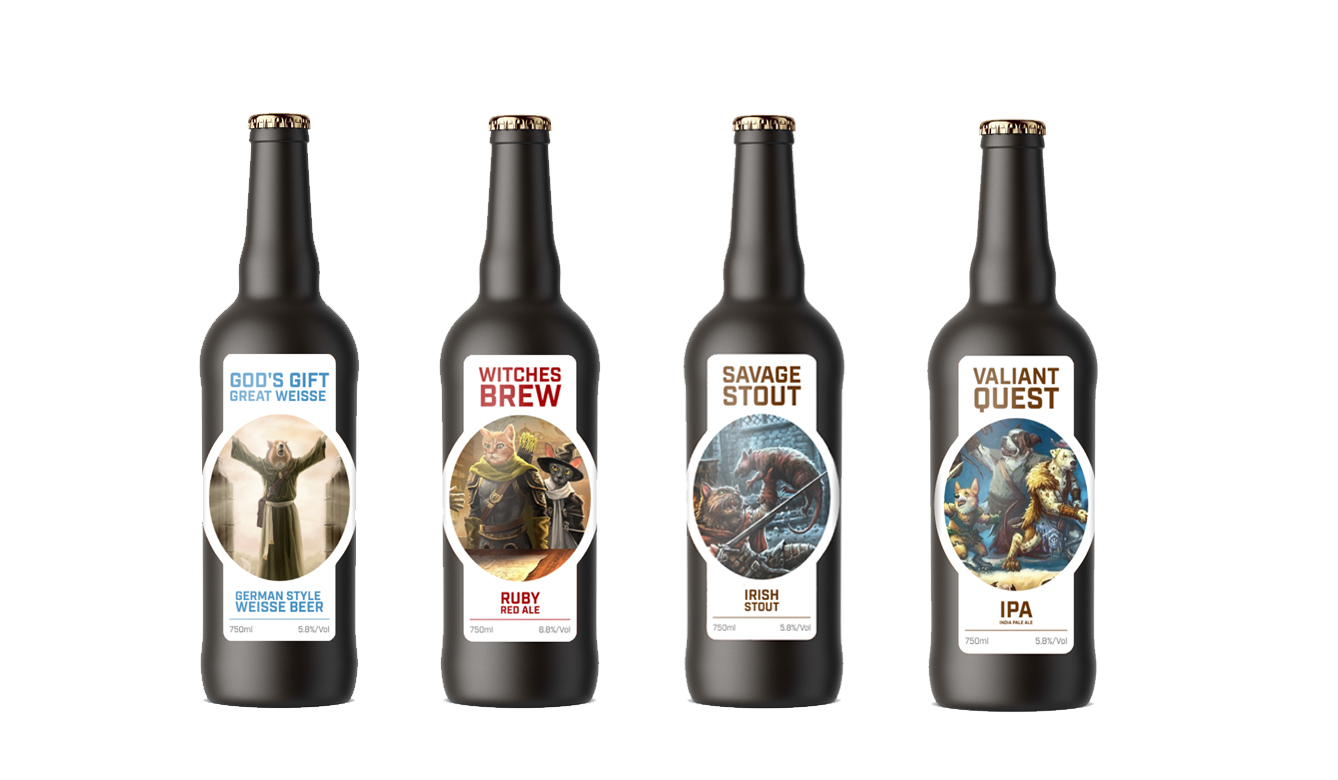 GOD'S GIFT
GREAT WEISSE
GERMAN STYLE
WEISSE BEER
750ml 5.8%/Vol
WITCHES
BREW
RUBY
RED ALE
750ml 6.8%/Vol
SAVAGE
STOUT
IRISH
STOUT
750ml 5.8%/Vol
VALIANT
QUEST
IPA
INDIA PALE ALE
750ml 5.8%/Vol